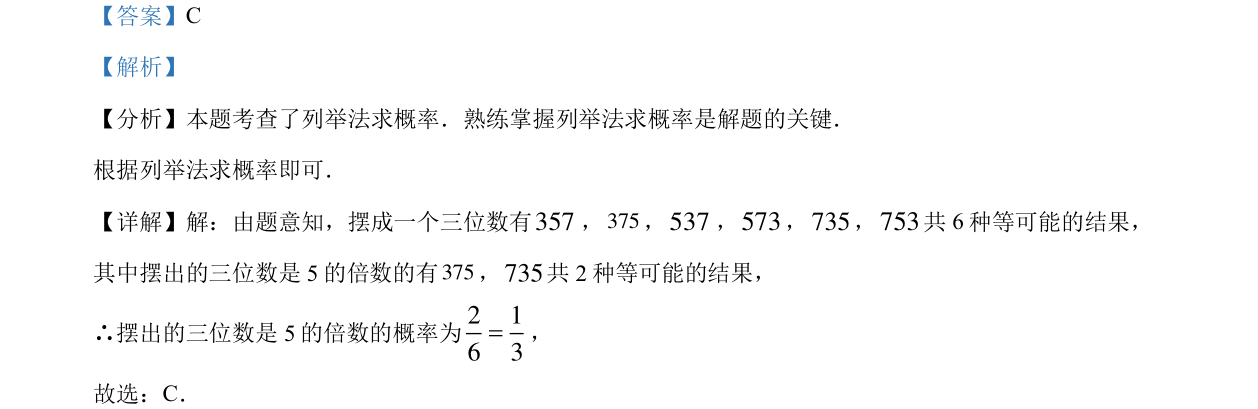 【答案】C
【解析】
【分析】本题考查了列举法求概率．熟练掌握列举法求概率是解题的关键．
根据列举法求概率即可．
【详解】解：由题意知，摆成一个三位数有357，375，537，573，735，753共6种等可能的结果，
其中摆出的三位数是5的倍数的有375，735共2种等可能的结果，
∴摆出的三位数是5的倍数的概率为2/6=1/3，
故选：C．